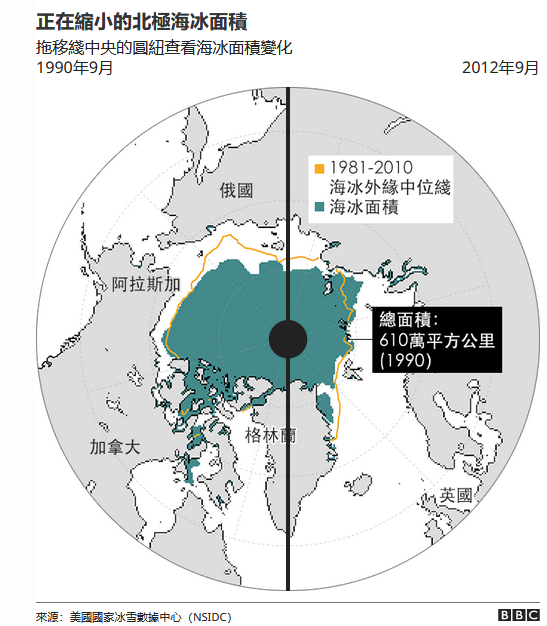 正在縮小的北極海冰面積
拖移綫中央的圓鈕查看海冰面積變化
1990年9月
2012年9月
1981-2010
海冰外緣中位綫
海冰面積
俄國
阿拉斯加
總面積：
610萬平方公里
(1990)
格林蘭
加拿大
英國
來源：美國國家冰雪數據中心（NSIDC）
BBC